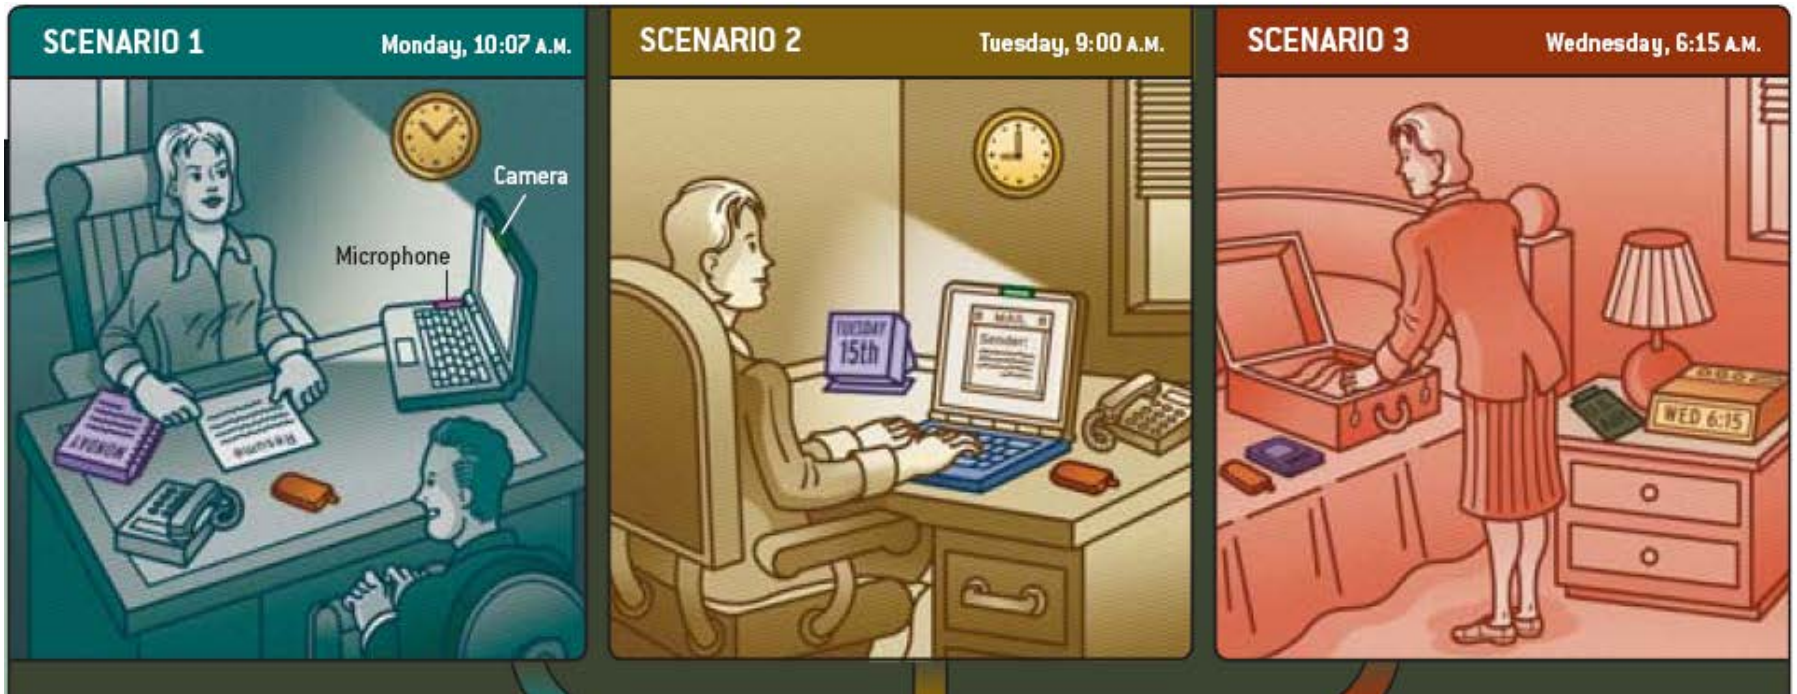 SCENARIO 1
Monday, 10:07 A.M.
Camera
Microphone
MONDAY
Resume
SCENARIO 2
Tuesday, 9:00 A.M.
TUESDAY
15th
MAIL
Sender:
SCENARIO 3
Wednesday, 6:15 A.M.
WED 6:15